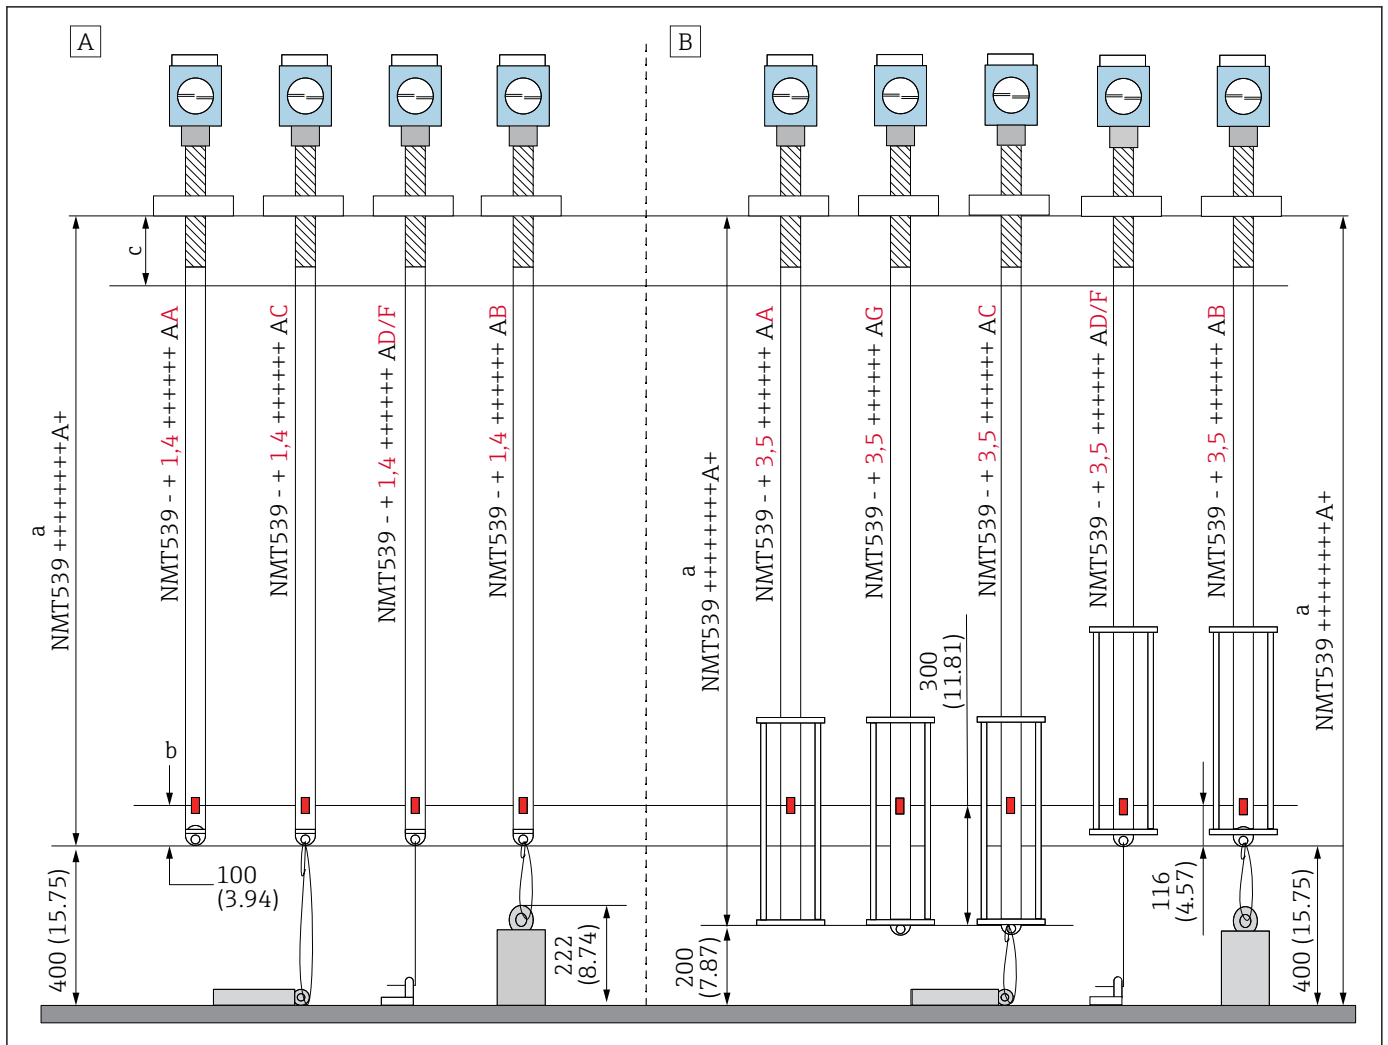 A
B
c
a
NMT539 ++++++++A+
NMT539 - + 1,4 ++++++ AA
NMT539 - + 1,4 ++++++ AC
NMT539 - + 1,4 ++++++ AD/F
NMT539 - + 1,4 ++++++ AB
b
100
(3.94)
400 (15.75)
222
(8.74)
a
NMT539 ++++++++A+
NMT539 - + 3,5 ++++++ AA
NMT539 - + 3,5 ++++++ AG
NMT539 - + 3,5 ++++++ AC
NMT539 - + 3,5 ++++++ AD/F
NMT539 - + 3,5 ++++++ AB
a
NMT539 ++++++++A+
300
(11.81)
200
(7.87)
116
(4.57)
400 (15.75)